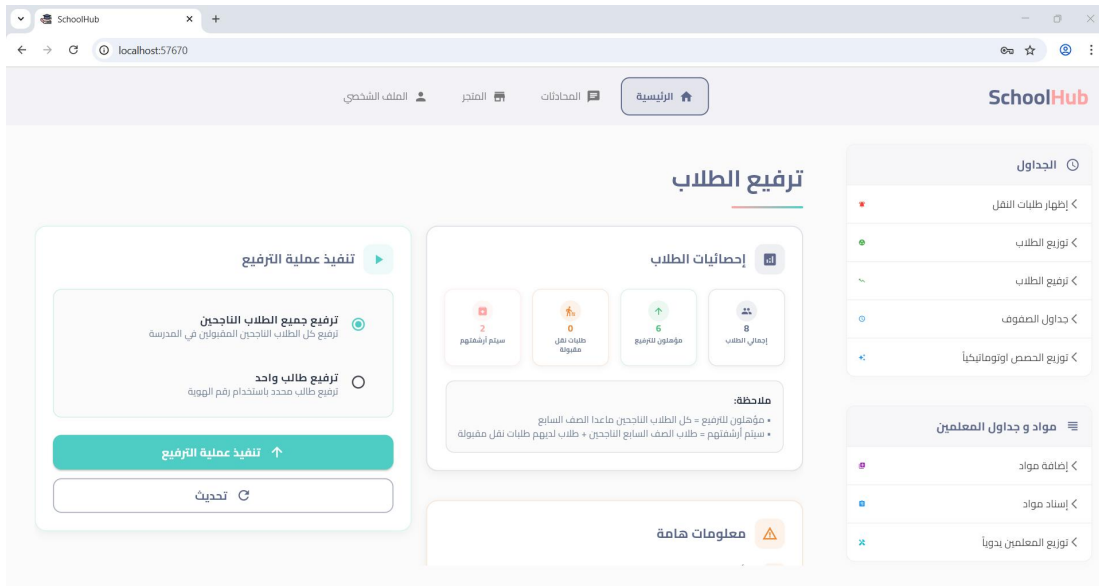 SchoolHub
localhost:57670
SchoolHub
الرئيسية
المحادثات
المتجر
الملف الشخصي
الجداول
إظهار طلبات النقل
توزيع الطلاب
ترفيع الطلاب
جداول الصفوف
توزيع الحصص اوتوماتيكياً
مواد و جداول المعلمين
إضافة مواد
إسناد مواد
توزيع المعلمين يدوياً
ترفيع الطلاب
إحصائيات الطلاب
8
إجمالي الطلاب
6
مؤهلون للترفيع
0
طلبات نقل
مقبولة
2
سيتم أرشفتهم
ملاحظة:
• مؤهلون للترفيع = كل الطلاب الناجحين ماعدا الصف السابع
• سيتم أرشفتهم = طلاب الصف السابع الناجحين + طلاب لديهم طلبات نقل مقبولة
معلومات هامة
تنفيذ عملية الترفيع
ترفيع جميع الطلاب الناجحين
ترفيع كل الطلاب الناجحين المقبولين في المدرسة
ترفيع طالب واحد
ترفيع طالب محدد باستخدام رقم الهوية
تنفيذ عملية الترفيع
تحديث